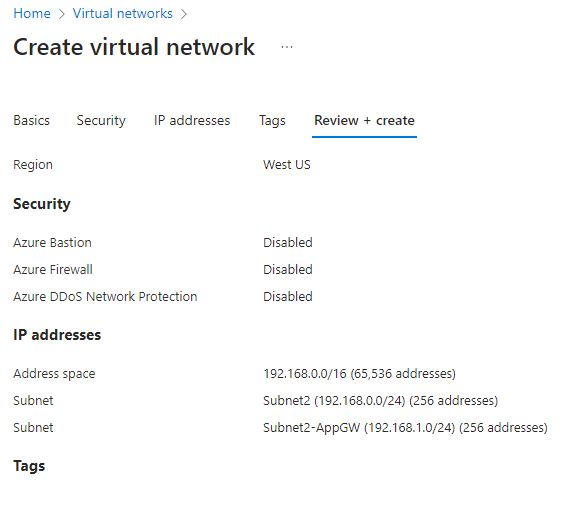 Home > Virtual networks >
Create virtual network ...
Basics Security IP addresses Tags Review + create
Region West US
Security
Azure Bastion Disabled
Azure Firewall Disabled
Azure DDoS Network Protection Disabled
IP addresses
Address space 192.168.0.0/16 (65,536 addresses)
Subnet Subnet2 (192.168.0.0/24) (256 addresses)
Subnet Subnet2-AppGW (192.168.1.0/24) (256 addresses)
Tags